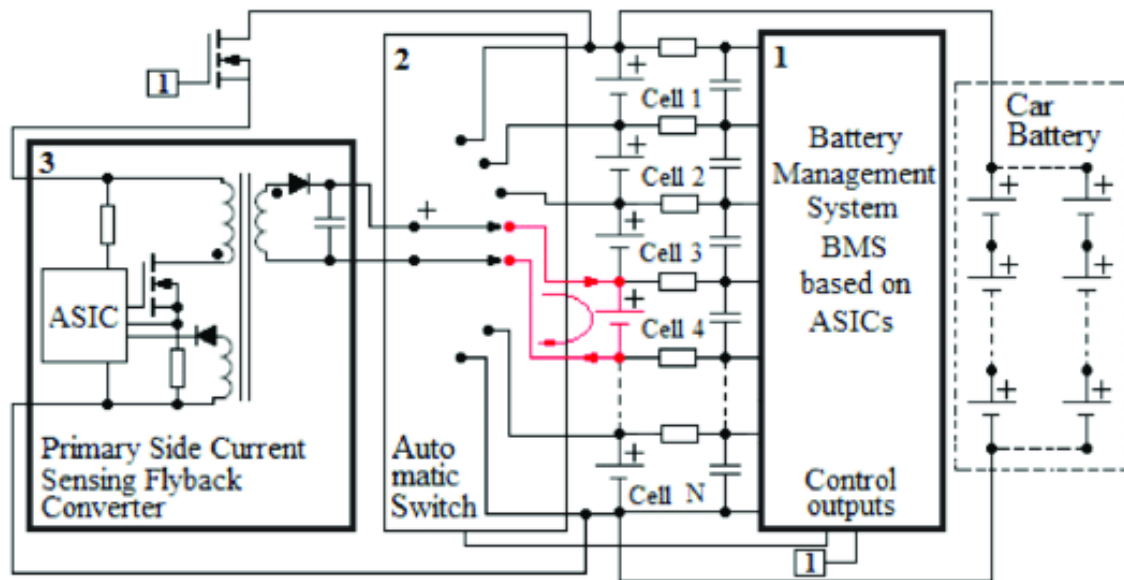 1
2
1
+
Cell 1
+
Cell 2
+
Cell 3
+
Cell 4
+
Cell N
Battery
Management
System
BMS
based on
ASICs
Control
outputs
1
Car
Battery
+
+
+
+
+
+
3
ASIC
Primary Side Current
Sensing Flyback
Converter
+
Auto
matic
Switch